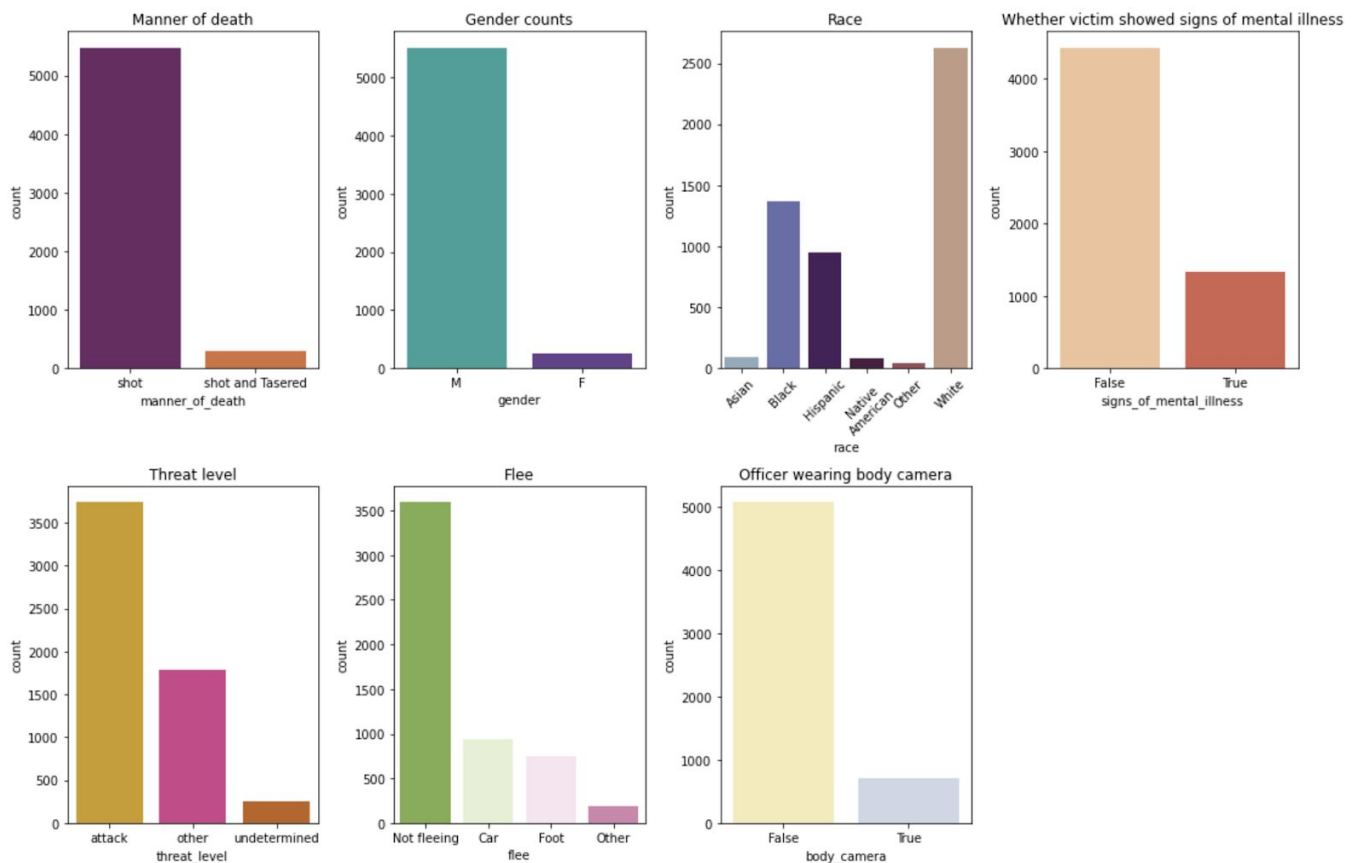 Manner of death
5000
4000
3000
2000
1000
0
count
shot
shot and Tasered
manner_of_death
Gender counts
5000
4000
3000
2000
1000
0
count
M
F
gender
Race
2500
2000
1500
1000
500
0
count
Asian
Black
Hispanic
Native
American
Other
White
race
Whether victim showed signs of mental illness
4000
3000
2000
1000
0
count
False
True
signs_of_mental_illness
Threat level
3500
3000
2500
2000
1500
1000
500
0
count
attack
other
undetermined
threat_level
Flee
3500
3000
2500
2000
1500
1000
500
0
count
Not fleeing
Car
Foot
Other
flee
Officer wearing body camera
5000
4000
3000
2000
1000
0
count
False
True
body_camera